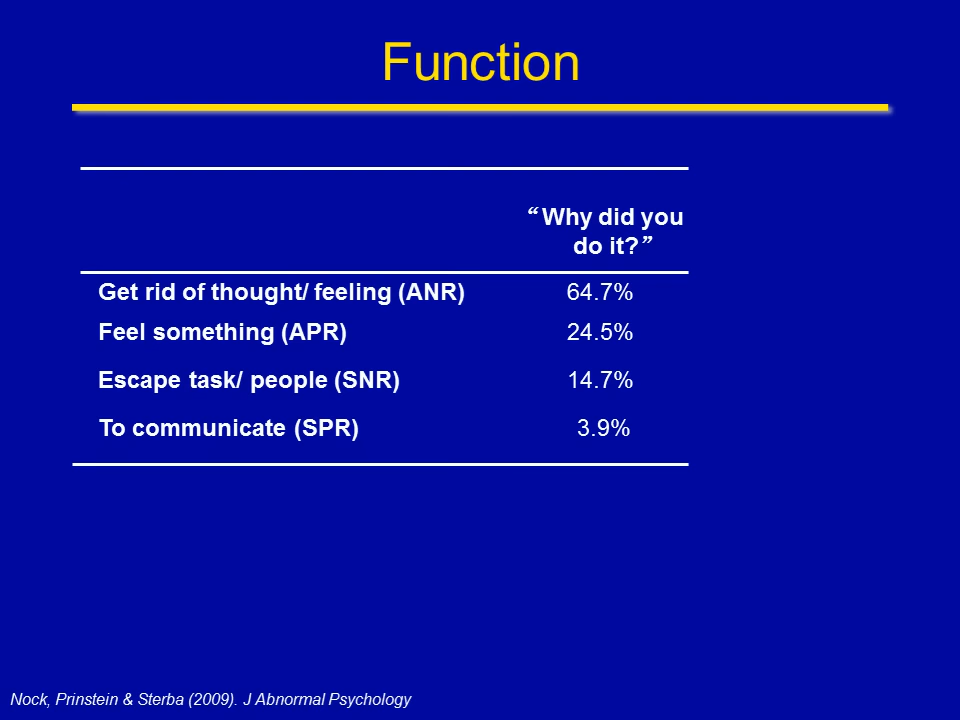 Function
“Why did you
do it?”
Get rid of thought/ feeling (ANR) 64.7%
Feel something (APR) 24.5%
Escape task/ people (SNR) 14.7%
To communicate (SPR) 3.9%
Nock, Prinstein & Sterba (2009). J Abnormal Psychology